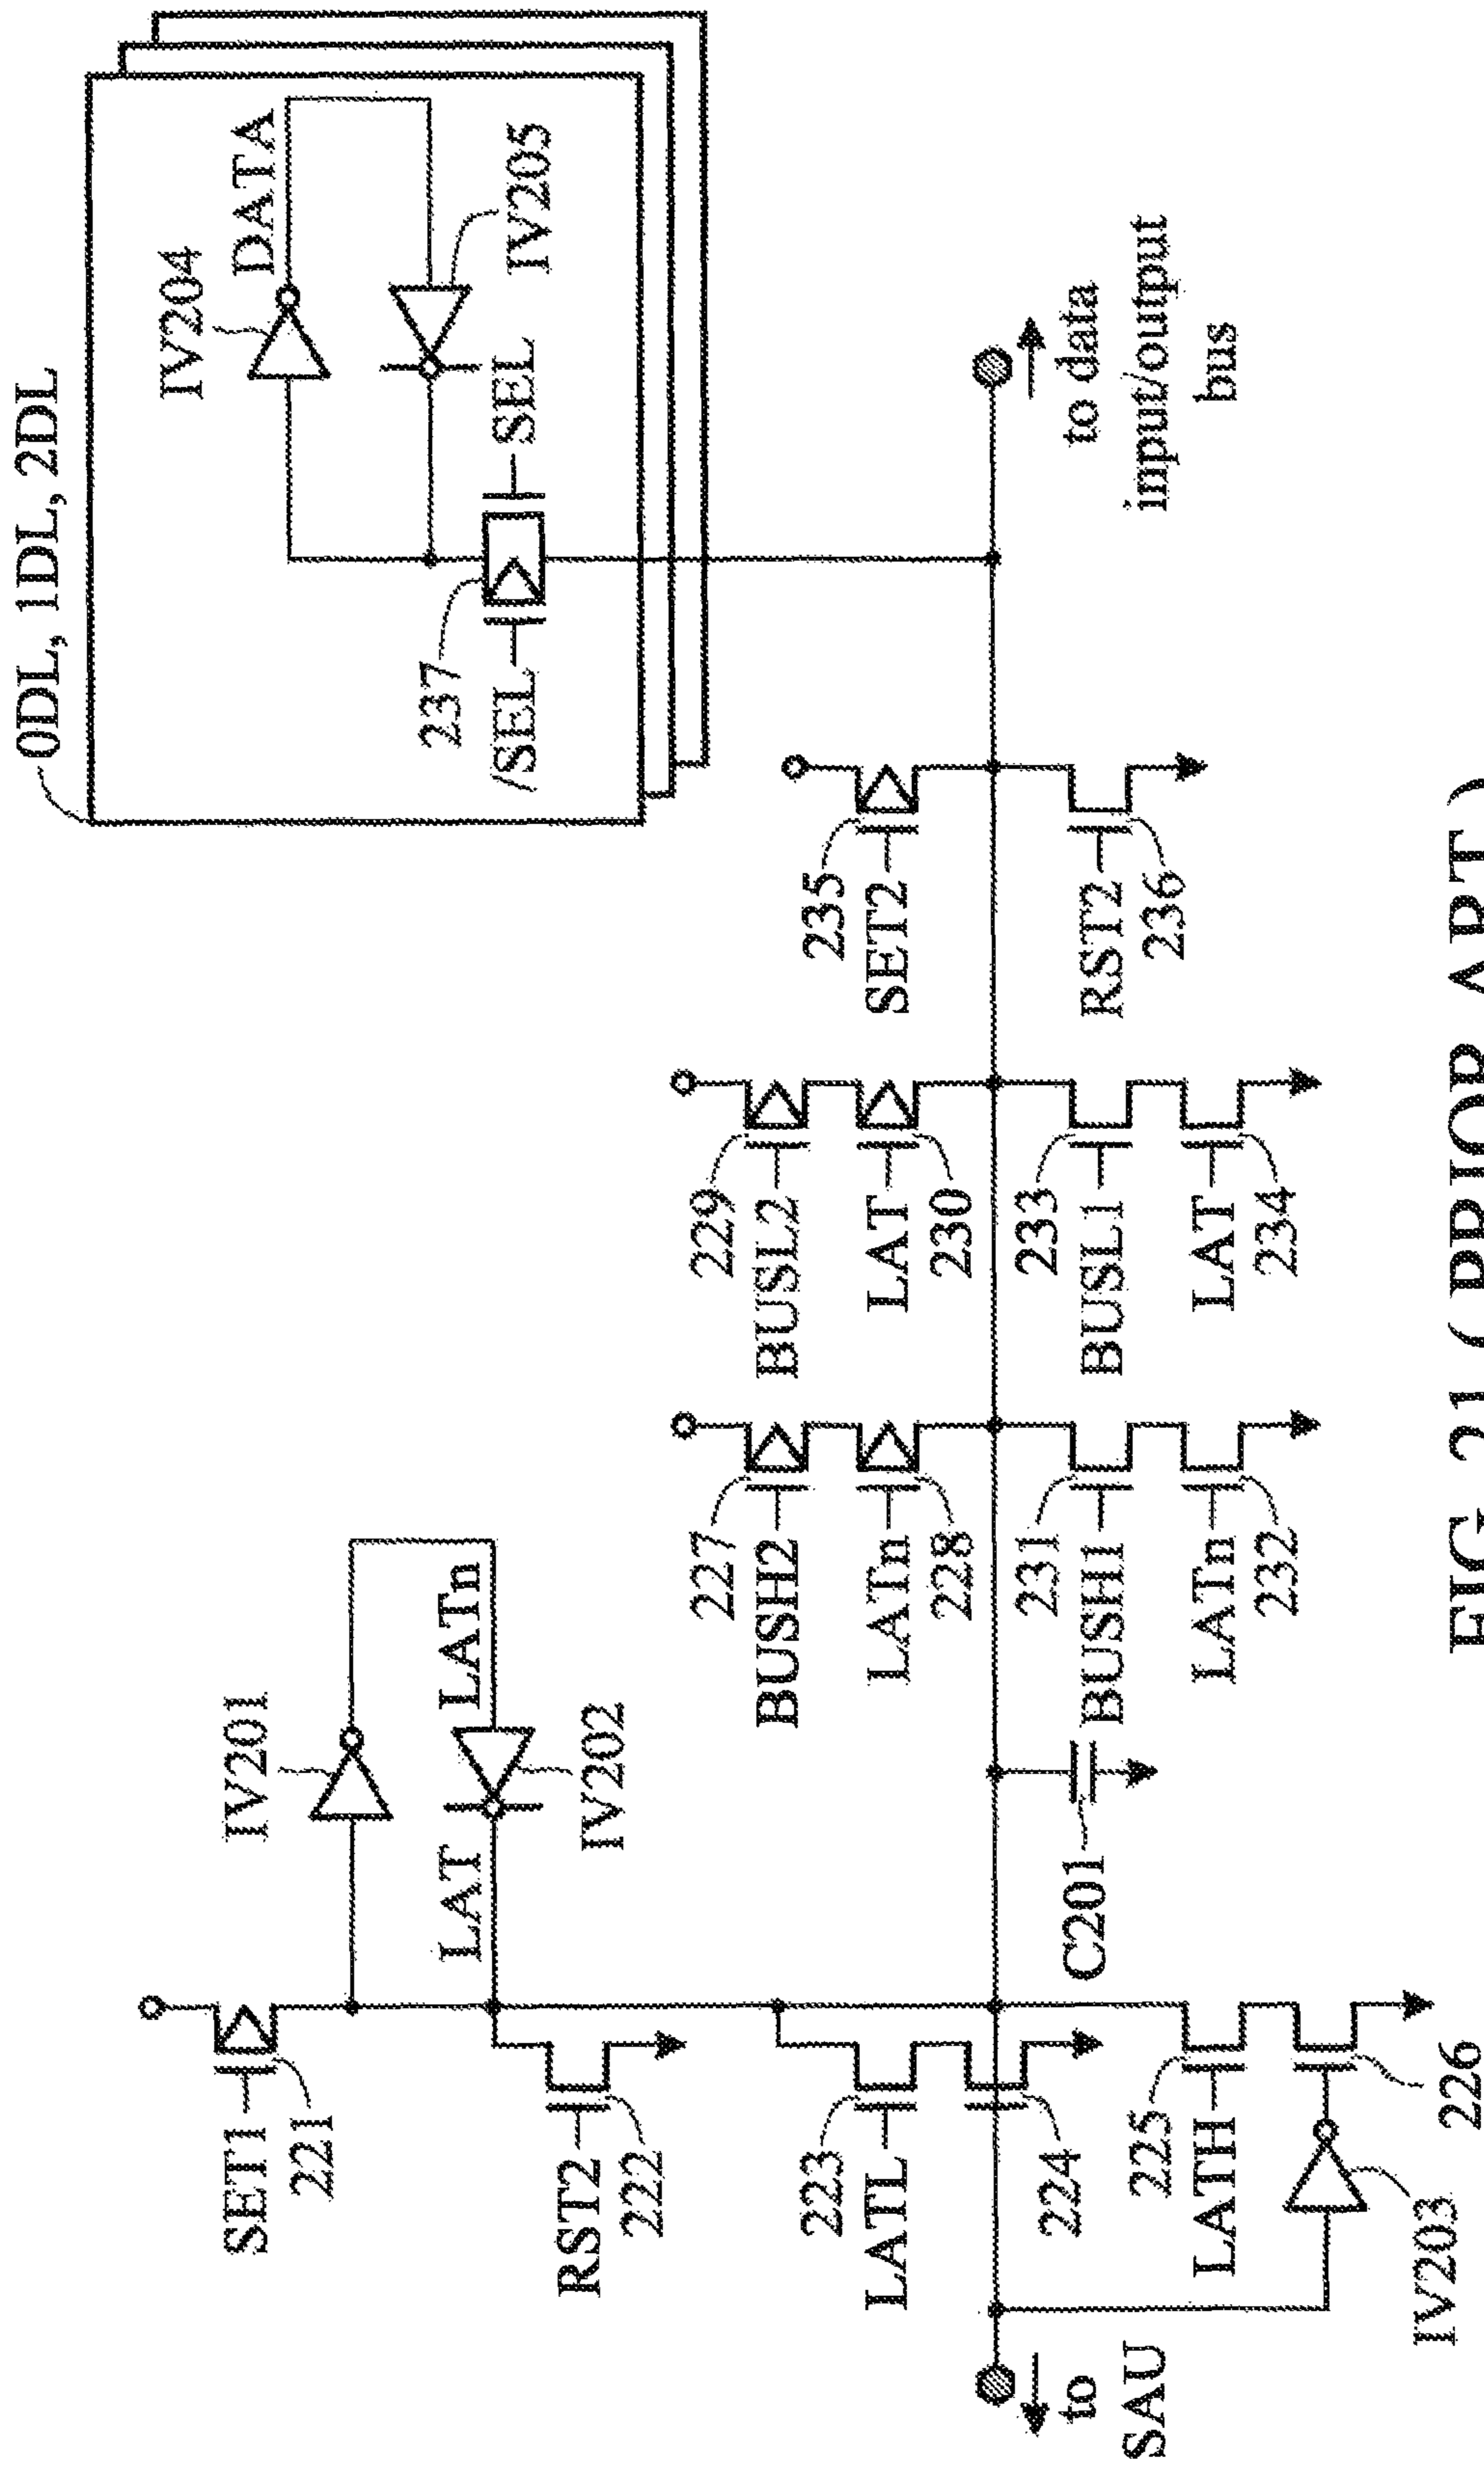 0DL, 1DL, 2DL
IV204
DATA
IV205
237
/SEL
SEL
to data
input/output
bus
235
SET2
RST2
236
229
BUSL2
LAT
230
233
BUSL1
LAT
234
227
BUSH2
LATn
228
231
BUSH1
LATn
232
IV201
LATn
LAT
IV202
C201
SET1
221
RST2
222
223
LATL
224
225
LATH
226
IV203
to
SAU
FIG. 21 ( PRIOR ART )